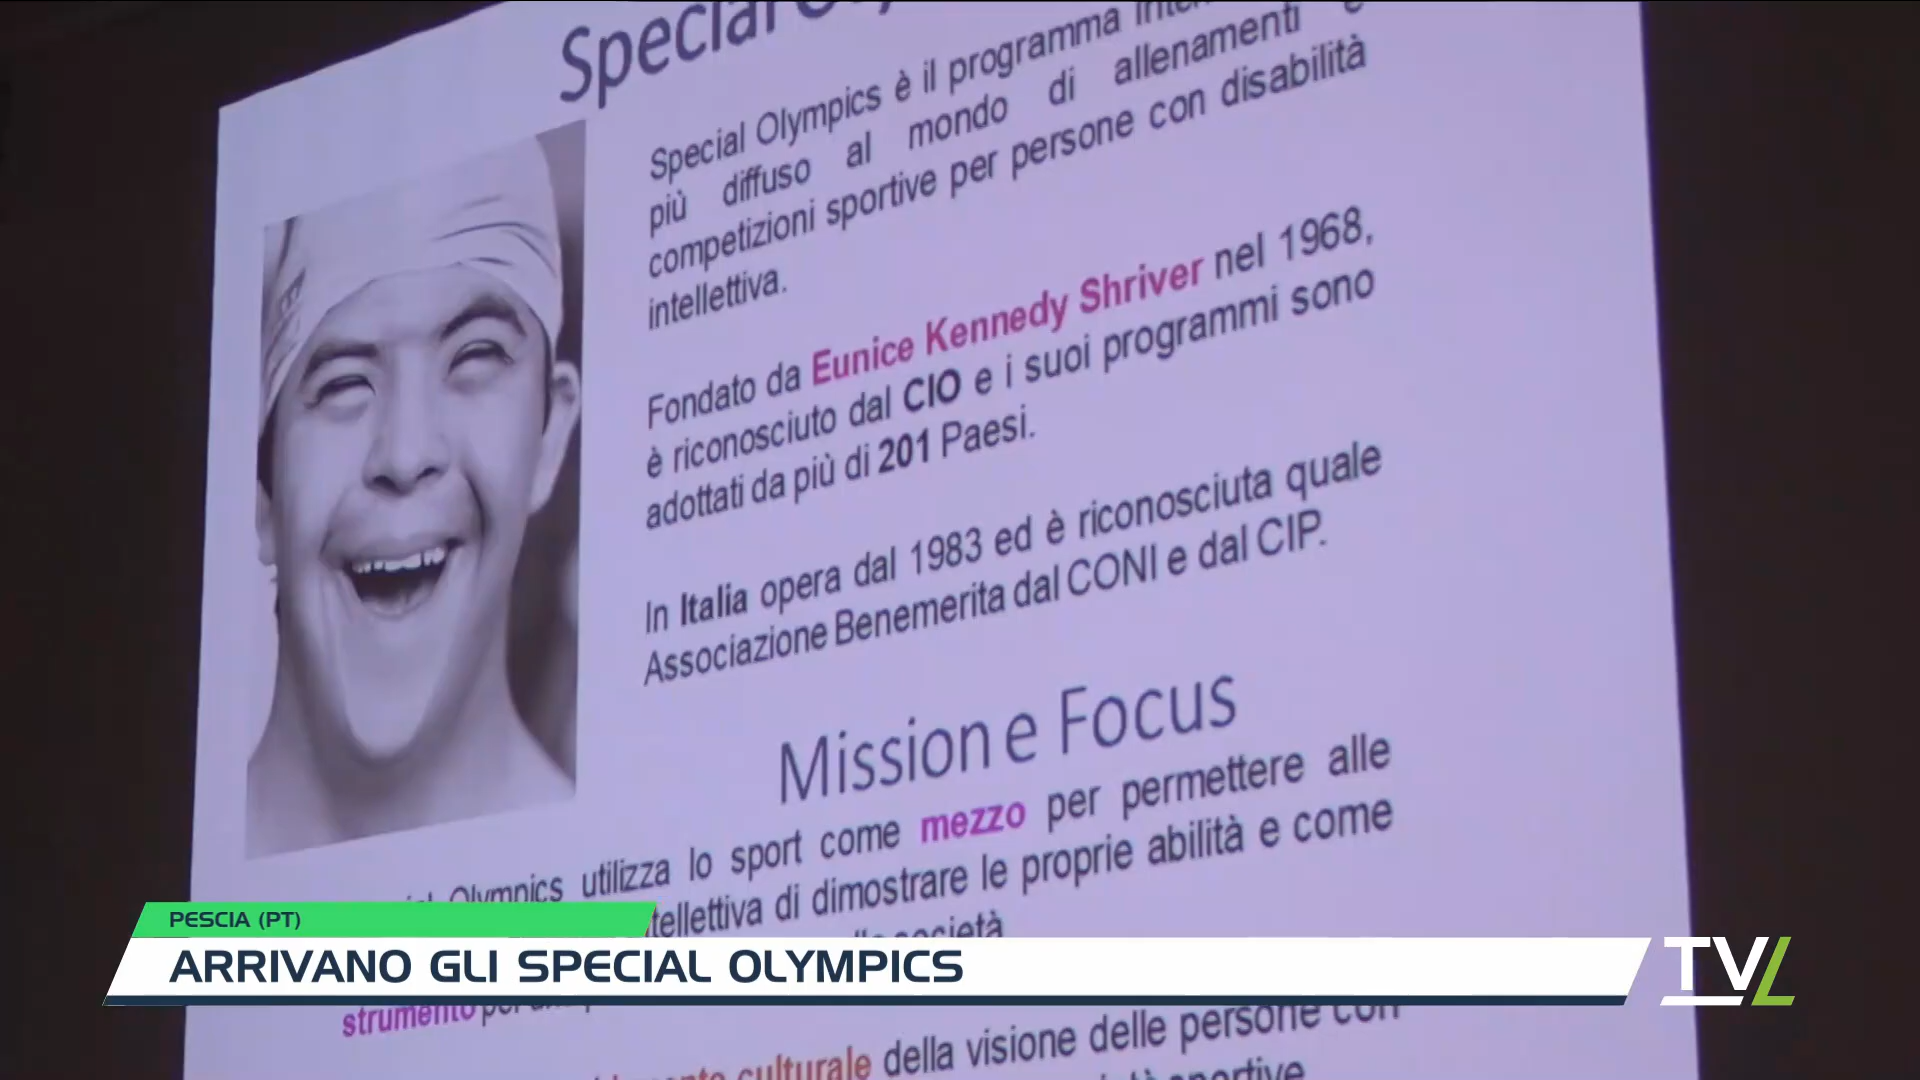 Special
Special Olympics è il programma
più diffuso al mondo di allenamenti e
competizioni sportive per persone con disabilità
intellettiva.
Fondato da Eunice Kennedy Shriver nel 1968,
è riconosciuto dal CIO e i suoi programmi sono
adottati da più di 201 Paesi.
In Italia opera dal 1983 ed è riconosciuta quale
Associazione Benemerita dal CONI e dal CIP.
Mission e Focus
Olympics utilizza lo sport come mezzo per permettere alle
di dimostrare le proprie abilità e come
società
strumento
culturale della visione delle persone con
sportive
PESCIA (PT)
ARRIVANO GLI SPECIAL OLYMPICS
TVL